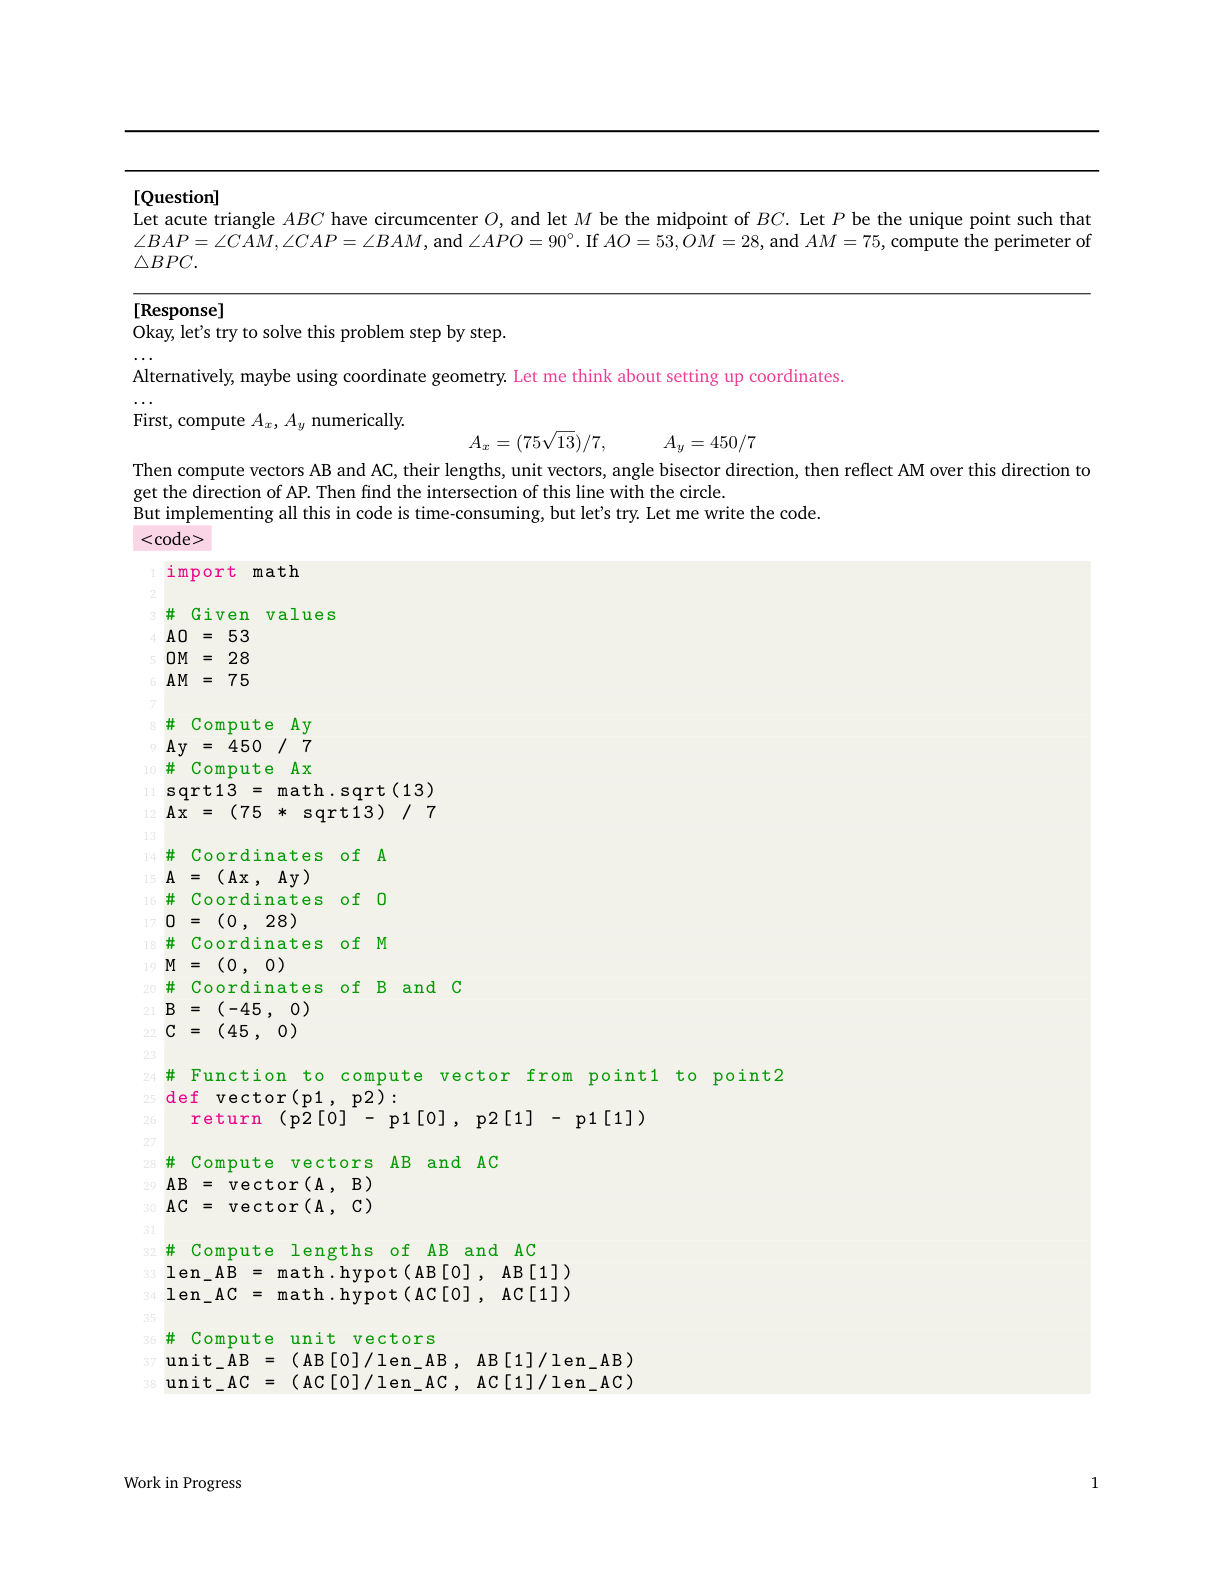 [Question]
Let acute triangle ABC have circumcenter O, and let M be the midpoint of BC. Let P be the unique point such that
∠BAP = ∠CAM, ∠CAP = ∠BAM, and ∠APO = 90°. If AO = 53, OM = 28, and AM = 75, compute the perimeter of
△BPC.
[Response]
Okay, let's try to solve this problem step by step.
...
Alternatively, maybe using coordinate geometry. Let me think about setting up coordinates.
...
First, compute Aₓ, A_y numerically.
Aₓ = (75√13)/7, A_y = 450/7
Then compute vectors AB and AC, their lengths, unit vectors, angle bisector direction, then reflect AM over this direction to
get the direction of AP. Then find the intersection of this line with the circle.
But implementing all this in code is time-consuming, but let's try. Let me write the code.
<code>
1 import math
2
3 # Given values
4 AO = 53
5 OM = 28
6 AM = 75
7
8 # Compute Ay
9 Ay = 450 / 7
10 # Compute Ax
11 sqrt13 = math.sqrt(13)
12 Ax = (75 * sqrt13) / 7
13
14 # Coordinates of A
15 A = (Ax, Ay)
16 # Coordinates of O
17 O = (0, 28)
18 # Coordinates of M
19 M = (0, 0)
20 # Coordinates of B and C
21 B = (-45, 0)
22 C = (45, 0)
23
24 # Function to compute vector from point1 to point2
25 def vector(p1, p2):
26   return (p2[0] - p1[0], p2[1] - p1[1])
27
28 # Compute vectors AB and AC
29 AB = vector(A, B)
30 AC = vector(A, C)
31
32 # Compute lengths of AB and AC
33 len_AB = math.hypot(AB[0], AB[1])
34 len_AC = math.hypot(AC[0], AC[1])
35
36 # Compute unit vectors
37 unit_AB = (AB[0]/len_AB, AB[1]/len_AB)
38 unit_AC = (AC[0]/len_AC, AC[1]/len_AC)
Work in Progress 1